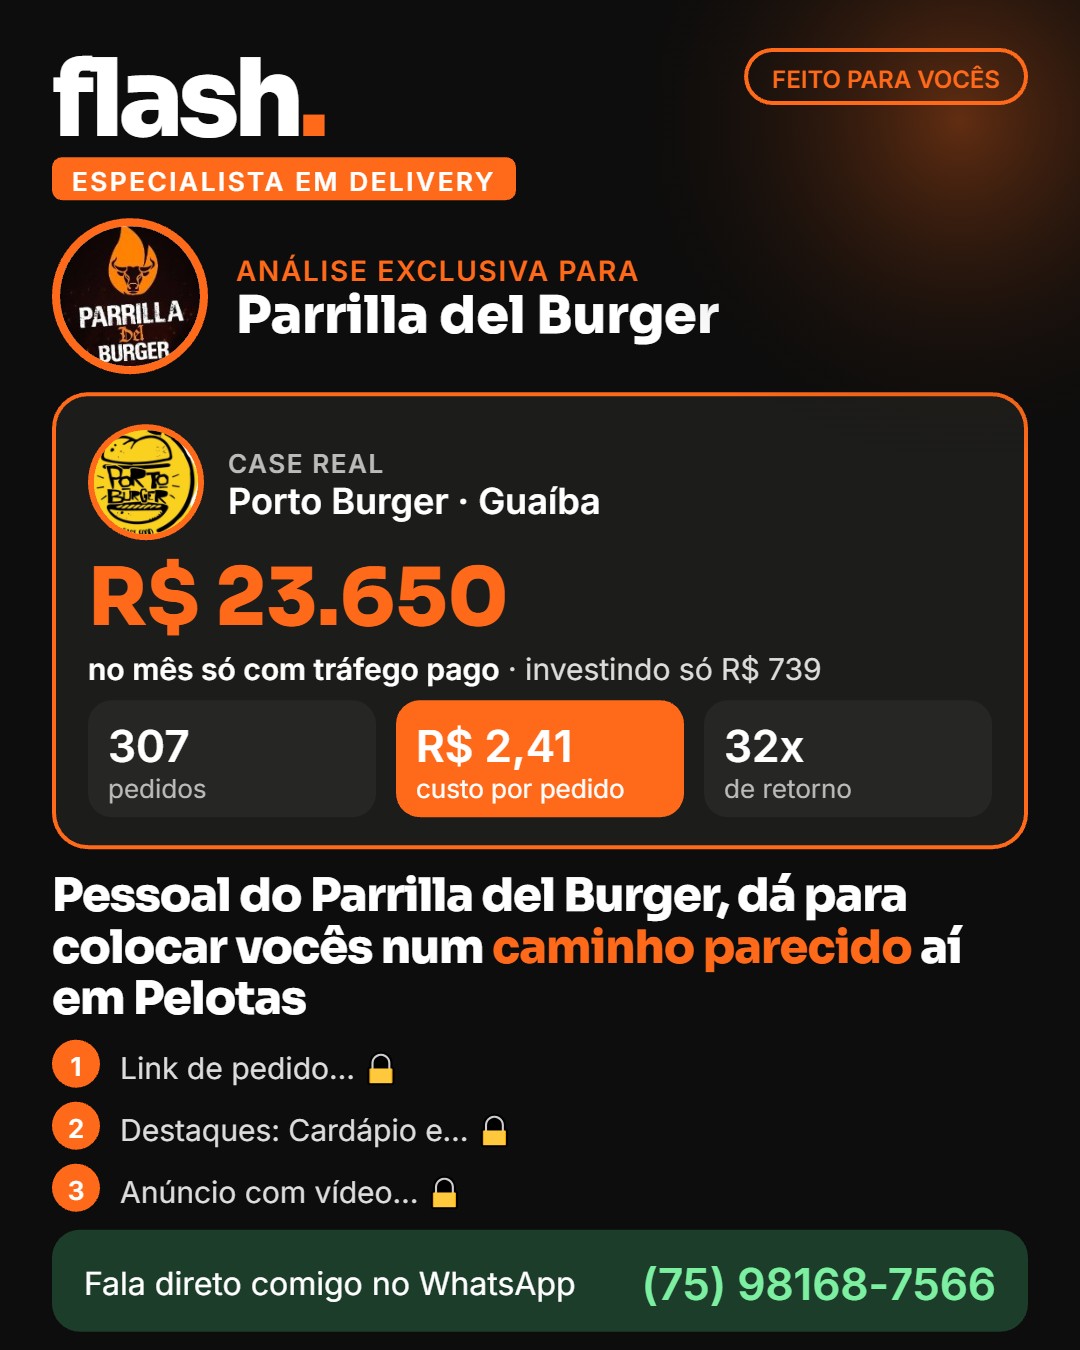 flash.
FEITO PARA VOCÊS
ESPECIALISTA EM DELIVERY
PARRILLA
Del
BURGER
ANÁLISE EXCLUSIVA PARA
Parrilla del Burger
PORTO
BURGER
CASE REAL
Porto Burger · Guaíba
R$ 23.650
no mês só com tráfego pago · investindo só R$ 739
307
pedidos
R$ 2,41
custo por pedido
32x
de retorno
Pessoal do Parrilla del Burger, dá para
colocar vocês num caminho parecido aí
em Pelotas
1 Link de pedido... 🔒
2 Destaques: Cardápio e... 🔒
3 Anúncio com vídeo... 🔒
Fala direto comigo no WhatsApp (75) 98168-7566